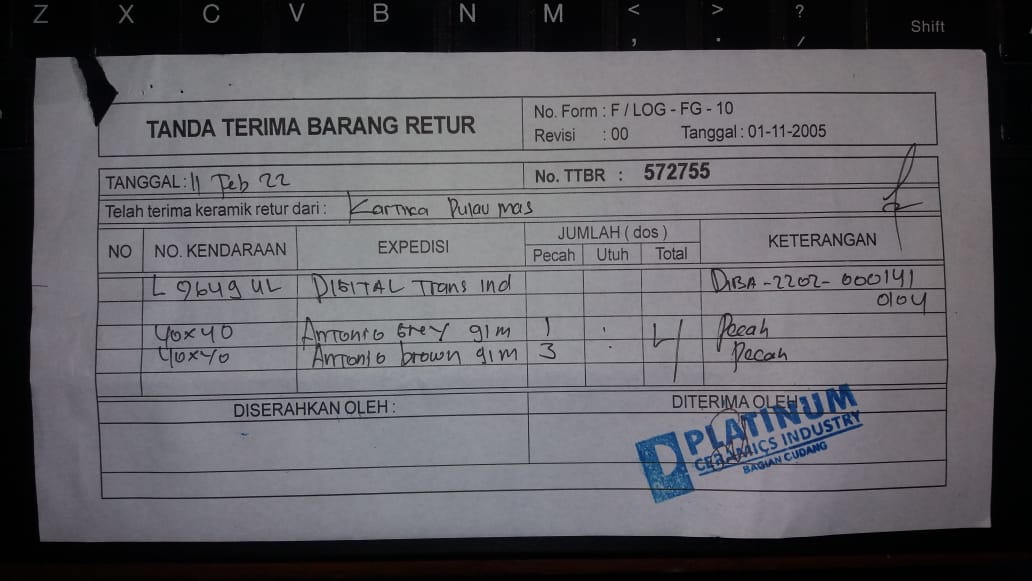 Z X C V B N M < > ?
, . / Shift
TANDA TERIMA BARANG RETUR
No. Form : F / LOG - FG - 10
Revisi : 00 Tanggal : 01-11-2005
TANGGAL : 11 Feb 22
No. TTBR : 572755
Telah terima keramik retur dari : Kartika Pulau mas
NO NO. KENDARAAN EXPEDISI JUMLAH ( dos ) KETERANGAN
Pecah Utuh Total
L 9649 UL DIGITAL Trans Ind DIBA-2202-000141
0104
40x40 Antonio Grey gim 1 Pecah
40x40 Antonio brown gim 3 4 Pecah
DISERAHKAN OLEH : DITERIMA OLEH
PLATINUM
CERAMICS INDUSTRY
BAGIAN GUDANG